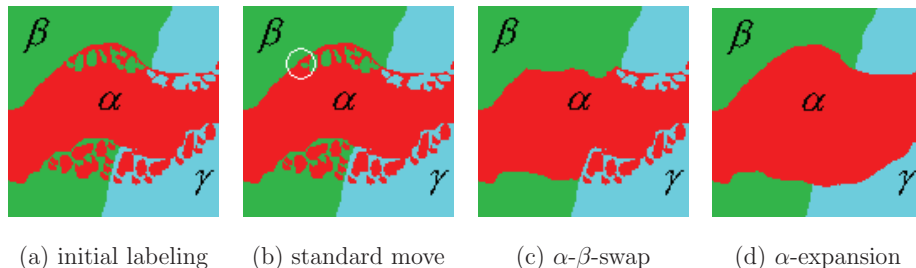 β α γ
β α γ
β α γ
β α γ
(a) initial labeling
(b) standard move
(c) α-β-swap
(d) α-expansion